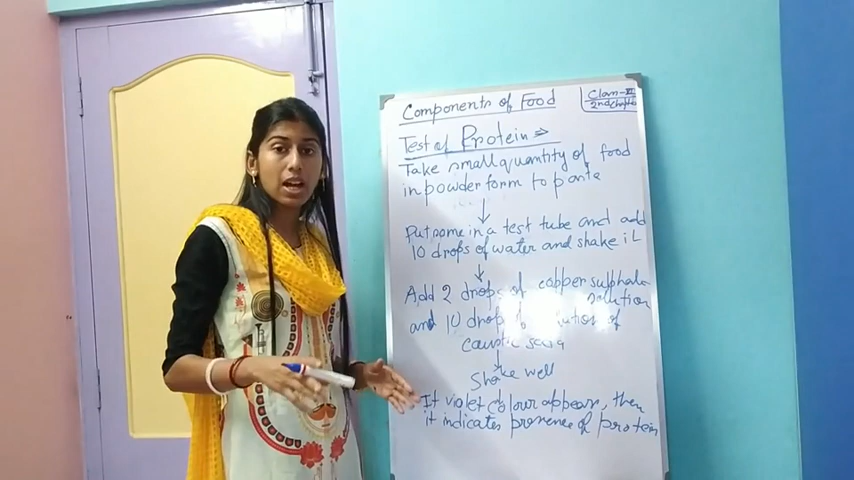 Components of Food
Class-VI
2nd Chapter
Test of Protein ⇒
Take small quantity of food
in powder form to paste
↓
Put some in a test tube and add
10 drops of water and shake it
↓
Add 2 drops of copper sulphate
solution
and 10 drops of solution of
caustic soda
↓
Shake well
If violet colour appears, then
it indicates presence of protein